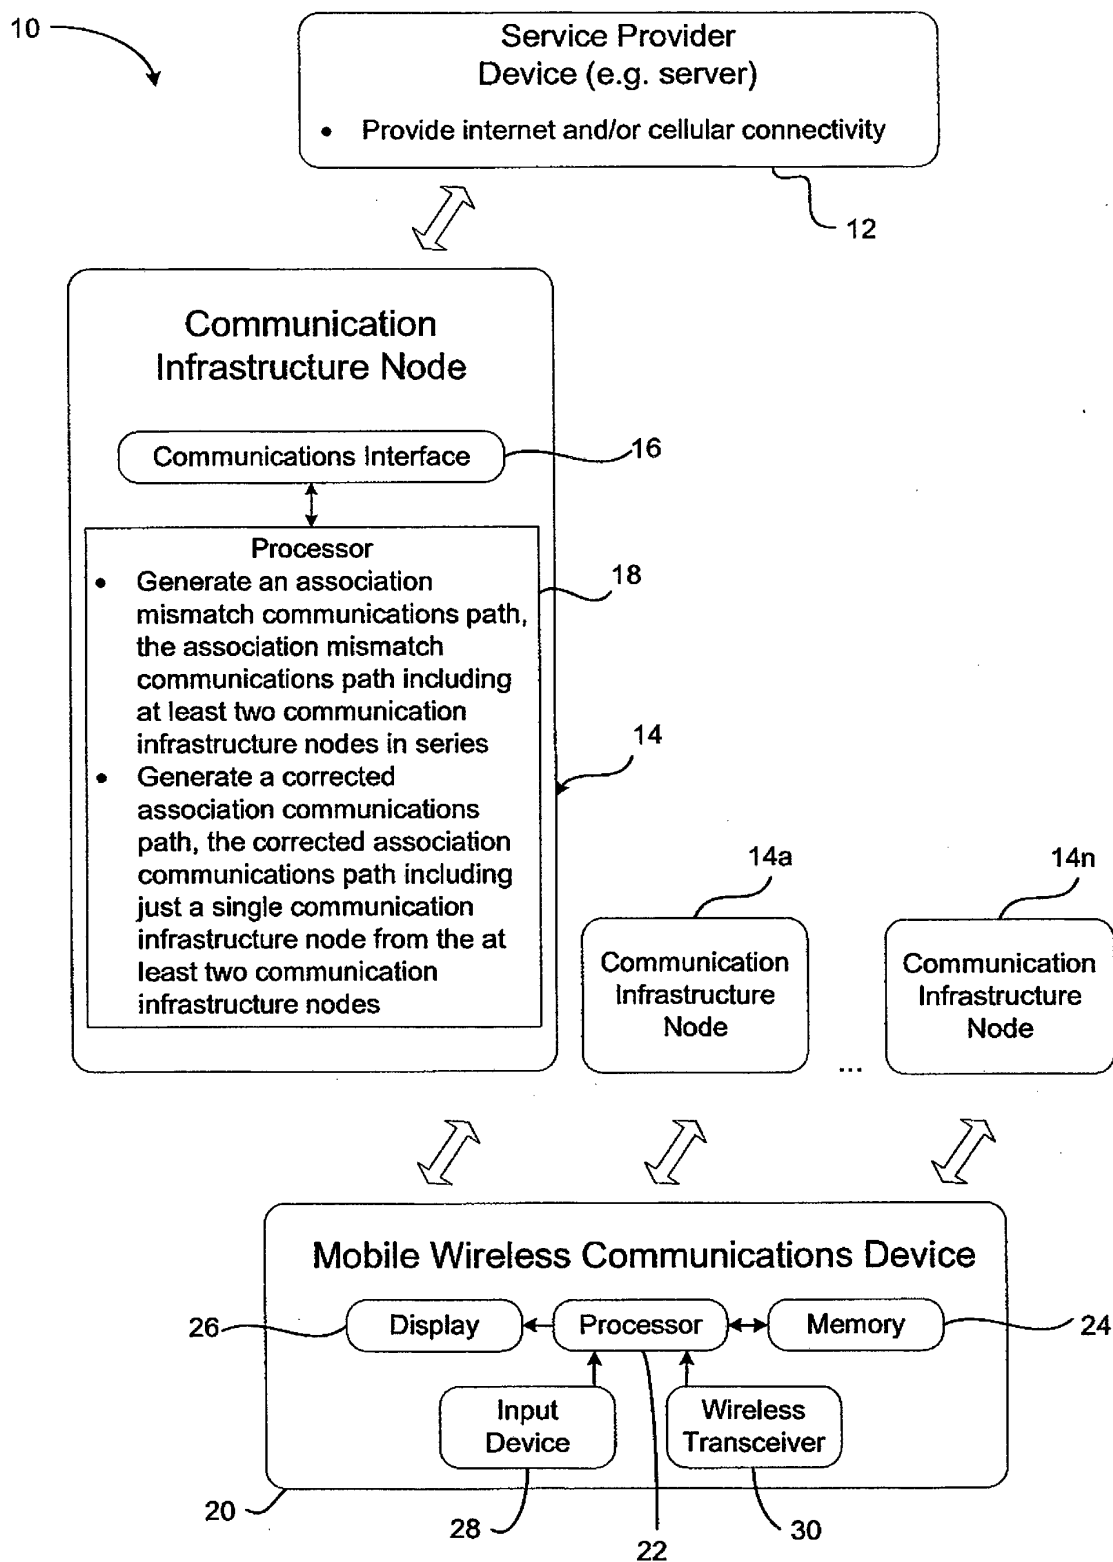 10
Service Provider
Device (e.g. server)
• Provide internet and/or cellular connectivity
12
Communication
Infrastructure Node
Communications Interface
16
Processor
18
• Generate an association
mismatch communications path,
the association mismatch
communications path including
at least two communication
infrastructure nodes in series
14
• Generate a corrected
association communications
path, the corrected association
communications path including
just a single communication
infrastructure node from the at
least two communication
infrastructure nodes
14a
14n
Communication
Infrastructure
Node
...
Communication
Infrastructure
Node
Mobile Wireless Communications Device
26
Display
Processor
Memory
24
Input
Device
Wireless
Transceiver
20
28
22
30